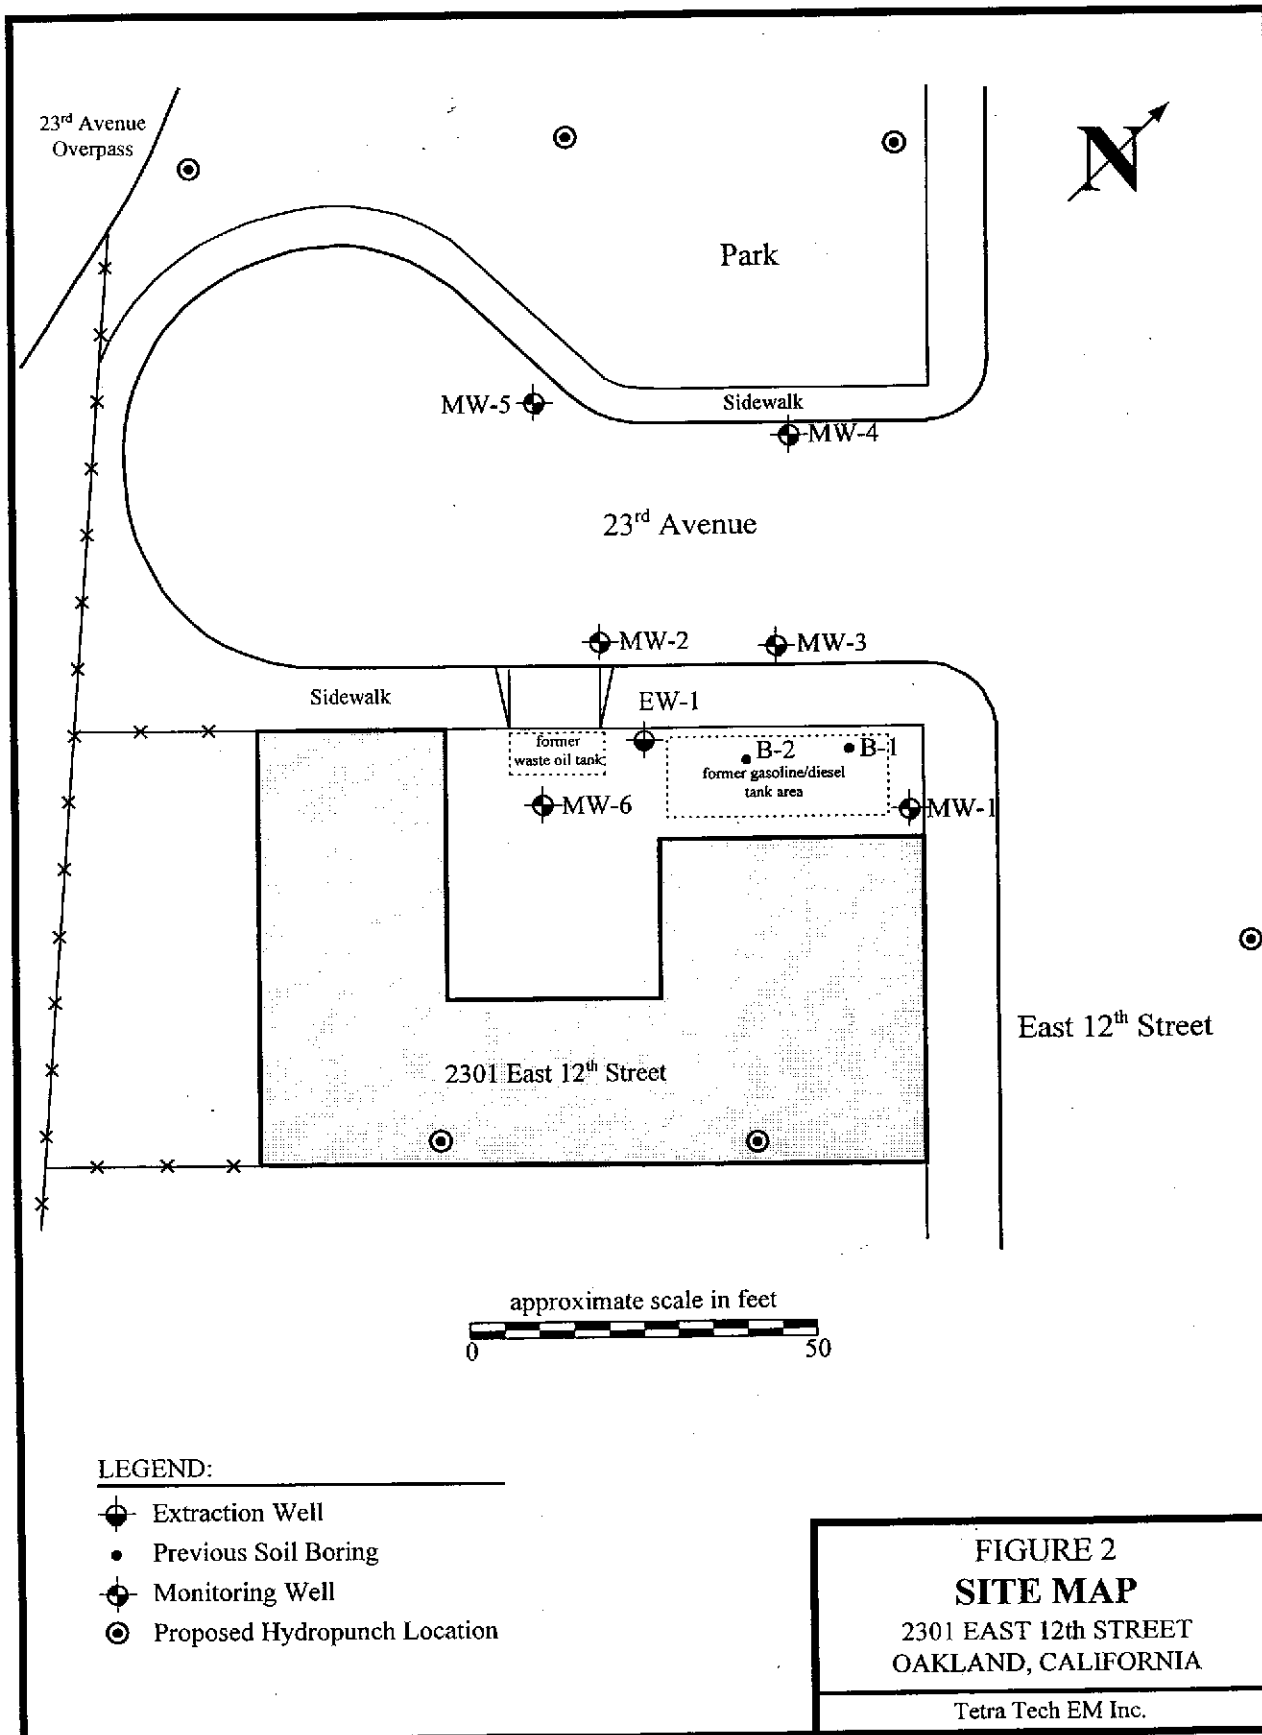 23rd Avenue
Overpass
N
Park
MW-5
Sidewalk
MW-4
23rd Avenue
MW-2
MW-3
Sidewalk
EW-1
former
waste oil tank
B-2
B-1
former gasoline/diesel
tank area
MW-6
MW-1
East 12th Street
2301 East 12th Street
approximate scale in feet
0
50
LEGEND:
Extraction Well
Previous Soil Boring
Monitoring Well
Proposed Hydropunch Location
FIGURE 2
SITE MAP
2301 EAST 12th STREET
OAKLAND, CALIFORNIA
Tetra Tech EM Inc.